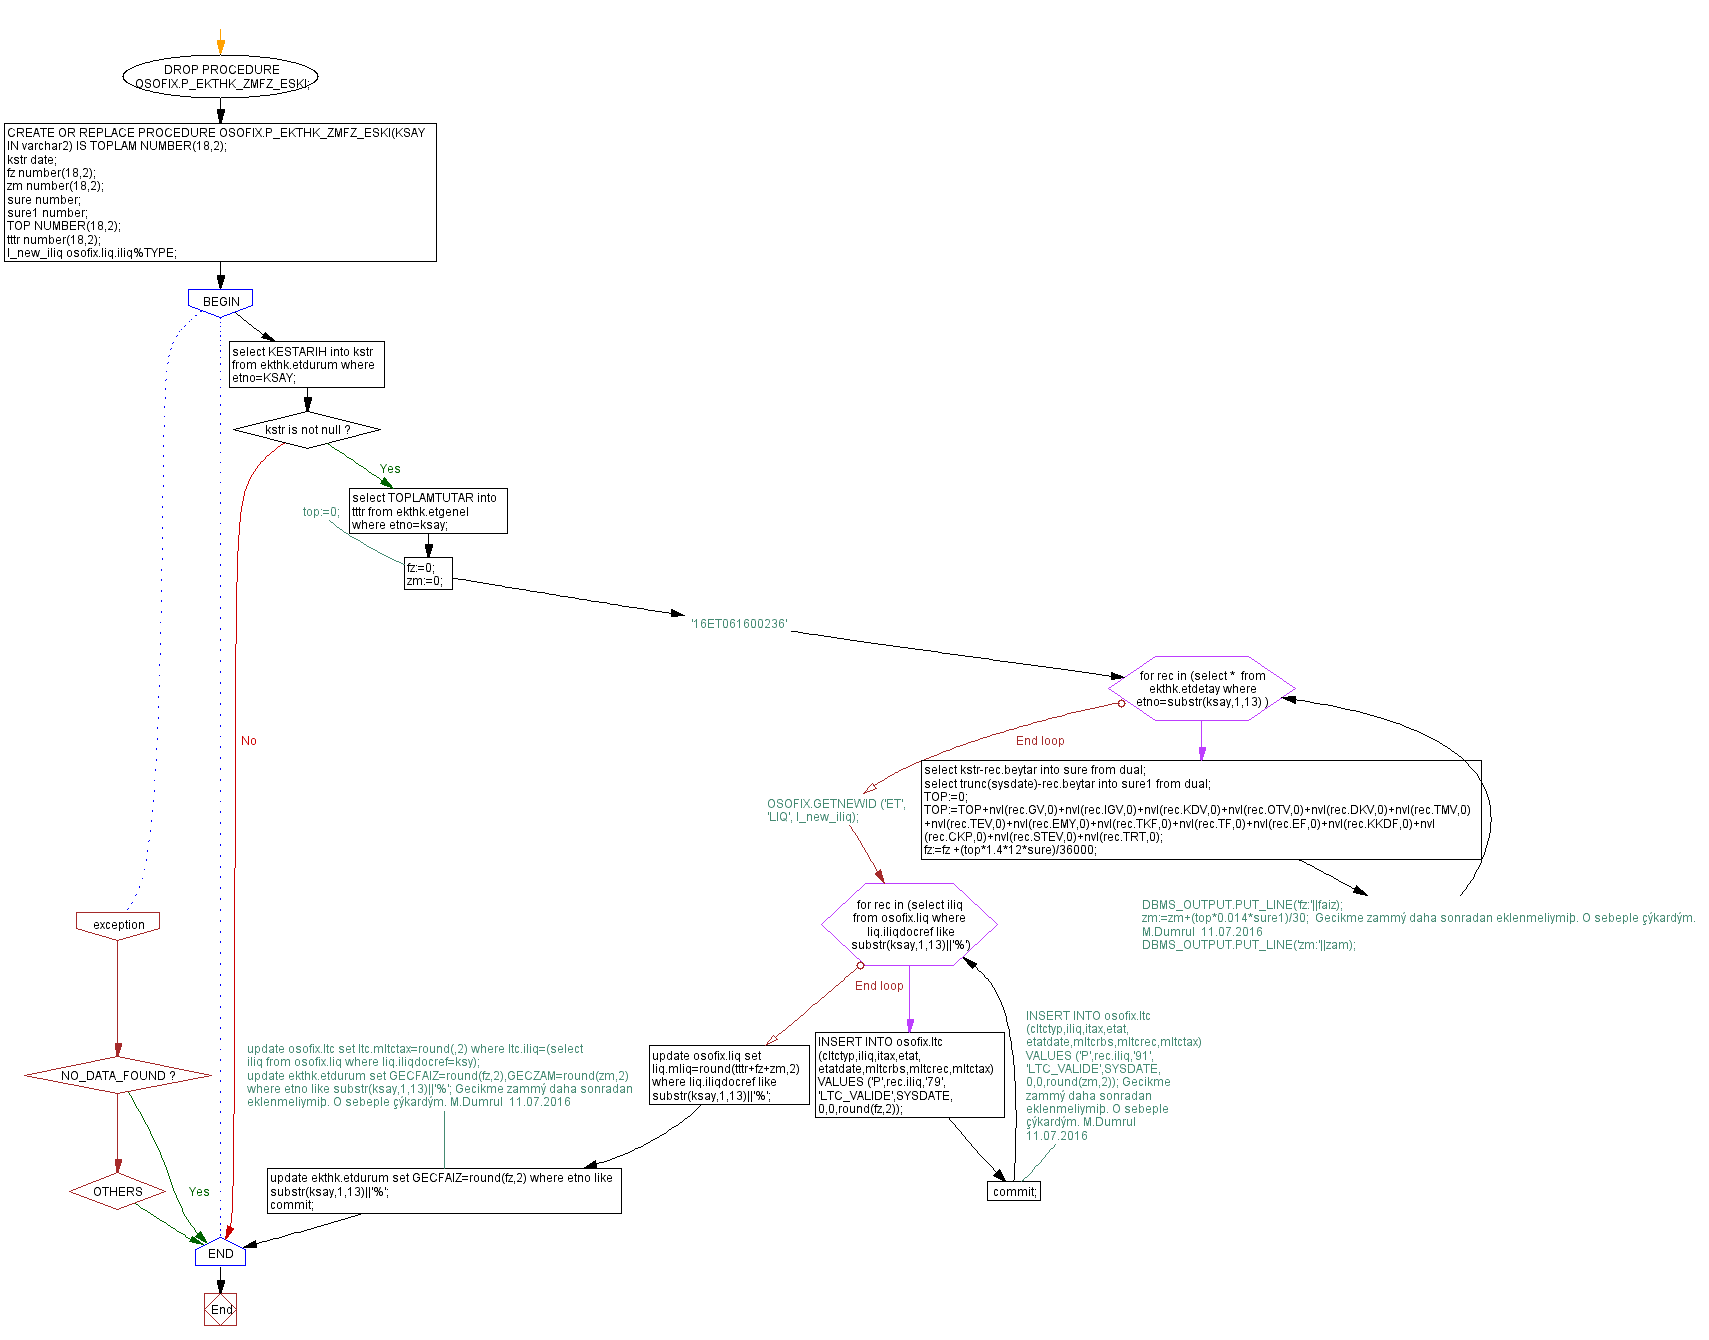 DROP PROCEDURE
OSOFIX.P_EKTHK_ZMFZ_ESKI;
CREATE OR REPLACE PROCEDURE OSOFIX.P_EKTHK_ZMFZ_ESKI(KSAY
IN varchar2) IS TOPLAM NUMBER(18,2);
kstr date;
fz number(18,2);
zm number(18,2);
sure number;
sure1 number;
TOP NUMBER(18,2);
tttr number(18,2);
l_new_iliq osofix.liq.iliq%TYPE;
BEGIN
select KESTARIH into kstr
from ekthk.etdurum where
etno=KSAY;
kstr is not null ?
Yes
select TOPLAMTUTAR into
tttr from ekthk.etgenel
where etno=ksay;
top:=0;
fz:=0;
zm:=0;
'16ET061600236'
for rec in (select * from
ekthk.etdetay where
etno=substr(ksay,1,13) )
No
End loop
select kstr-rec.beytar into sure from dual;
select trunc(sysdate)-rec.beytar into sure1 from dual;
TOP:=0;
TOP:=TOP+nvl(rec.GV,0)+nvl(rec.IGV,0)+nvl(rec.KDV,0)+nvl(rec.OTV,0)+nvl(rec.DKV,0)+nvl(rec.TMV,0)
+nvl(rec.TEV,0)+nvl(rec.EMY,0)+nvl(rec.TKF,0)+nvl(rec.TF,0)+nvl(rec.EF,0)+nvl(rec.KKDF,0)+nvl
(rec.CKP,0)+nvl(rec.STEV,0)+nvl(rec.TRT,0);
fz:=fz +(top*1.4*12*sure)/36000;
OSOFIX.GETNEWID ('ET',
'LIQ', l_new_iliq);
for rec in (select iliq
from osofix.liq where
liq.iliqdocref like
substr(ksay,1,13)||'%')
DBMS_OUTPUT.PUT_LINE('fz:'||faiz);
zm:=zm+(top*0.014*sure1)/30;  Gecikme zammý daha sonradan eklenmeliymiþ. O sebeple çýkardým.
M.Dumrul  11.07.2016
DBMS_OUTPUT.PUT_LINE('zm:'||zam);
exception
End loop
INSERT INTO osofix.ltc
(cltctyp,iliq,itax,etat,
etatdate,mltcrbs,mltcrec,mltctax)
VALUES ('P',rec.iliq,'91',
'LTC_VALIDE',SYSDATE,
0,0,round(zm,2)); Gecikme
zammý daha sonradan
eklenmeliymiþ. O sebeple
çýkardým. M.Dumrul
11.07.2016
INSERT INTO osofix.ltc
(cltctyp,iliq,itax,etat,
etatdate,mltcrbs,mltcrec,mltctax)
VALUES ('P',rec.iliq,'79',
'LTC_VALIDE',SYSDATE,
0,0,round(fz,2));
update osofix.liq set
liq.mliq=round(tttr+fz+zm,2)
where liq.iliqdocref like
substr(ksay,1,13)||'%';
update osofix.ltc set ltc.mltctax=round(,2) where ltc.iliq=(select
iliq from osofix.liq where liq.iliqdocref=ksy);
update ekthk.etdurum set GECFAIZ=round(fz,2),GECZAM=round(zm,2)
where etno like substr(ksay,1,13)||'%'; Gecikme zammý daha sonradan
eklenmeliymiþ. O sebeple çýkardým. M.Dumrul  11.07.2016
NO_DATA_FOUND ?
Yes
OTHERS
update ekthk.etdurum set GECFAIZ=round(fz,2) where etno like
substr(ksay,1,13)||'%';
commit;
commit;
END
End